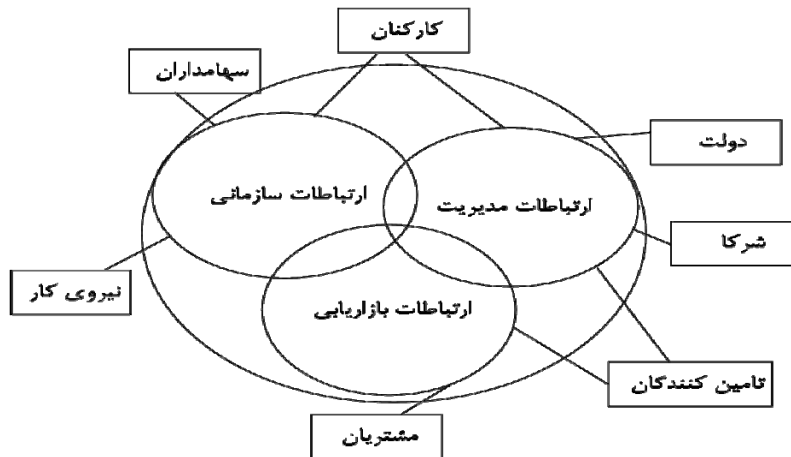 کارکنان
سهامداران
دولت
ارتباطات سازمانی
ارتباطات مدیریت
شرکا
نیروی کار
ارتباطات بازاریابی
تامین کنندگان
مشتریان